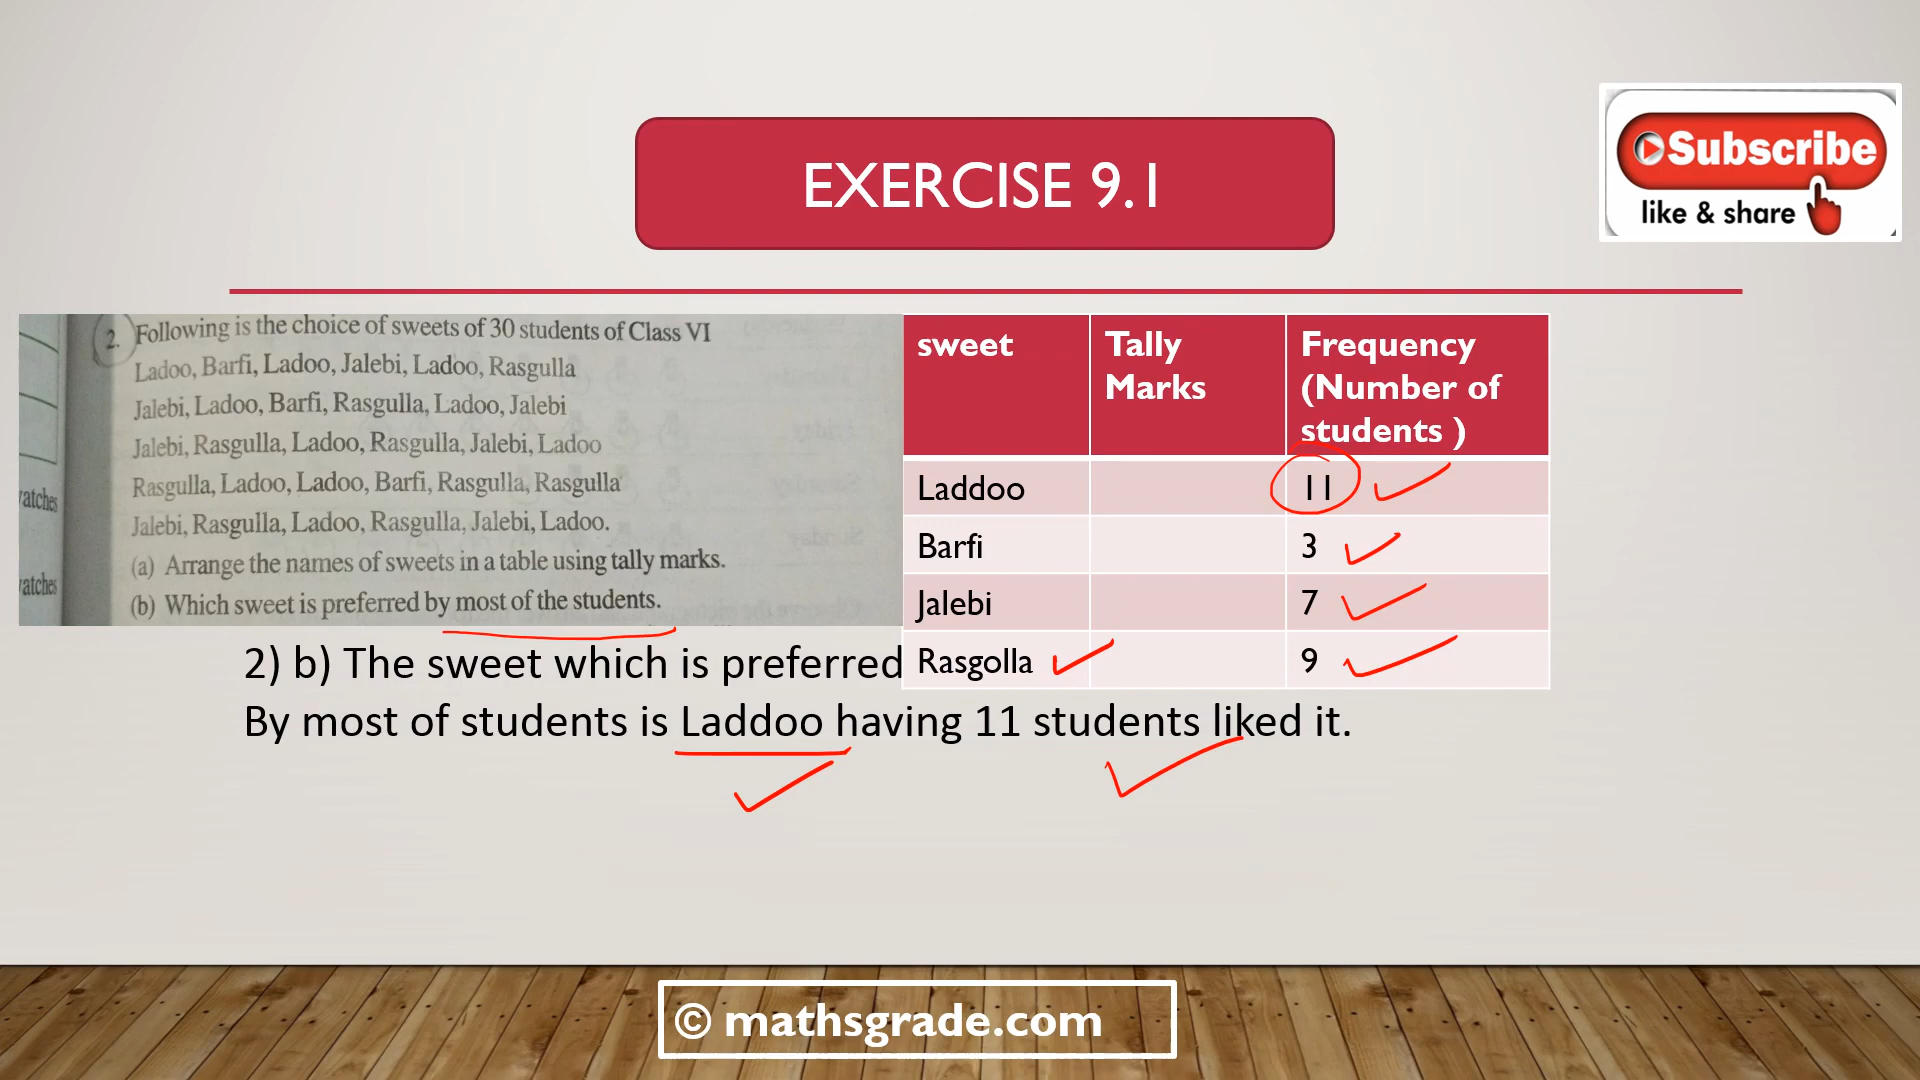 EXERCISE 9.1
Subscribe
like & share
2. Following is the choice of sweets of 30 students of Class VI
Ladoo, Barfi, Ladoo, Jalebi, Ladoo, Rasgulla
Jalebi, Ladoo, Barfi, Rasgulla, Ladoo, Jalebi
Jalebi, Rasgulla, Ladoo, Rasgulla, Jalebi, Ladoo
Rasgulla, Ladoo, Ladoo, Barfi, Rasgulla, Rasgulla
Jalebi, Rasgulla, Ladoo, Rasgulla, Jalebi, Ladoo.
(a) Arrange the names of sweets in a table using tally marks.
(b) Which sweet is preferred by most of the students.
atches
atches
sweet Tally Marks Frequency (Number of students )
Laddoo 11
Barfi 3
Jalebi 7
Rasgolla 9
2) b) The sweet which is preferred
By most of students is Laddoo having 11 students liked it.
© mathsgrade.com